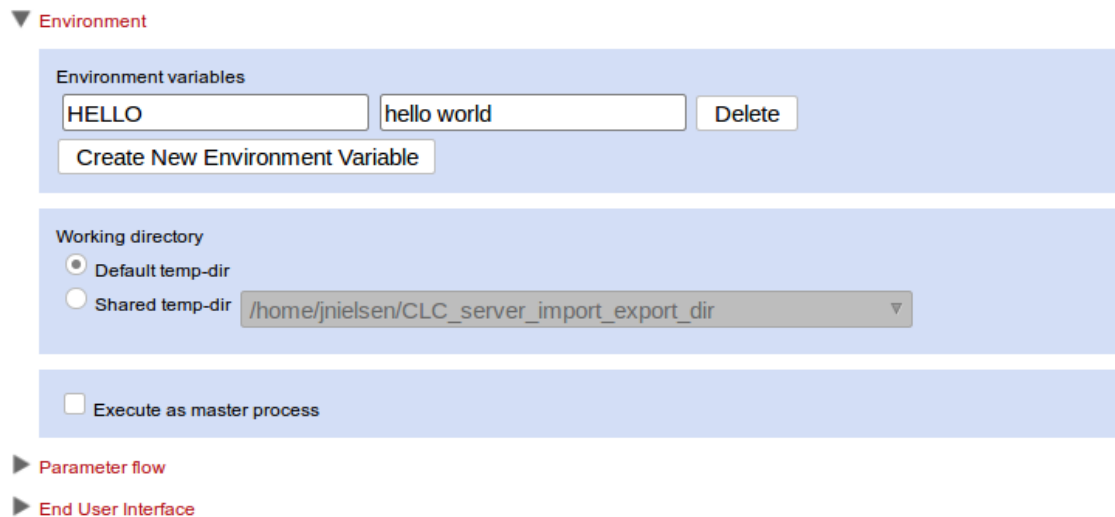 Environment
Environment variables
HELLO hello world Delete
Create New Environment Variable
Working directory
Default temp-dir
Shared temp-dir /home/jnielsen/CLC_server_import_export_dir
Execute as master process
Parameter flow
End User Interface